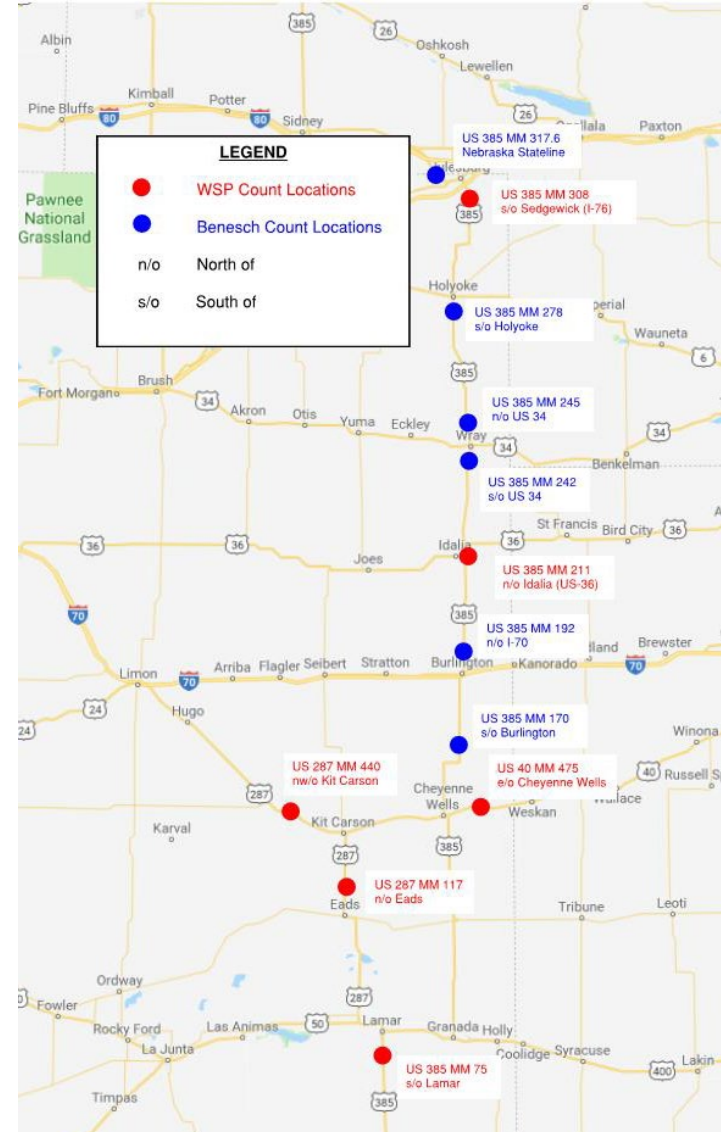 385
26
Albin
Oshkosh
Lewellen
Kimball
Potter
Pine Bluffs
80
80
Sidney
26
Paxton
LEGEND
WSP Count Locations
Benesch Count Locations
n/o North of
s/o South of
Pawnee
National
Grassland
US 385 MM 317.6
Nebraska Stateline
US 385 MM 308
s/o Sedgewick (I-76)
385
Holyoke
US 385 MM 278
s/o Holyoke
Wauneta
6
385
Brush
Fort Morgan
34
Akron
Otis
Yuma
Eckley
US 385 MM 245
n/o US 34
Wray
34
34
Benkelman
US 385 MM 242
s/o US 34
36
36
Joes
Idalia
36
St Francis
Bird City
36
US 385 MM 211
n/o Idalia (US-36)
70
385
US 385 MM 192
n/o I-70
Limon
Arriba
Flagler
Seibert
Stratton
Burlington
Kanorado
Brewster
70
70
24
24
Hugo
US 385 MM 170
s/o Burlington
Winona
US 287 MM 440
nw/o Kit Carson
US 40 MM 475
e/o Cheyenne Wells
40
287
Cheyenne
Wells
Weskan
Karval
Kit Carson
287
385
US 287 MM 117
n/o Eads
Eads
Tribune
Leoti
Ordway
287
Fowler
Rocky Ford
Las Animas
50
Lamar
Granada
Holly
La Junta
Coolidge
Syracuse
400
Lakin
US 385 MM 75
s/o Lamar
Timpas
385